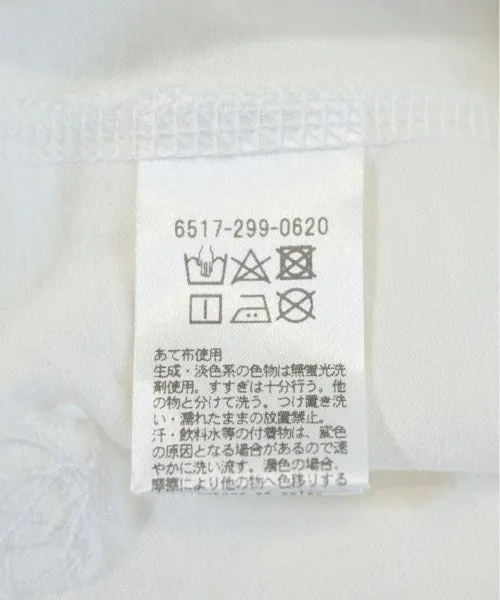 6517-299-0620
あて布使用
生成・淡色系の色物は無蛍光洗
剤使用。すすぎは十分行う。他
の物と分けて洗う。つけ置き洗
い・濡れたままの放置禁止。
汗・飲料水等の付着物は、変色
の原因となる場合があるので速
やかに洗い流す。濃色の場合、
摩擦により他の物へ色移りする